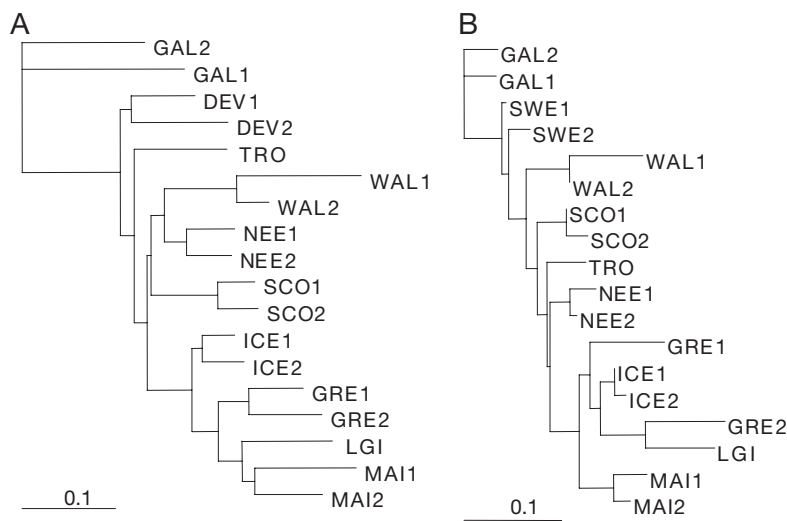 A
GAL2
GAL1
DEV1
DEV2
TRO
WAL1
WAL2
NEE1
NEE2
SCO1
SCO2
ICE1
ICE2
GRE1
GRE2
LGI
MAI1
MAI2
0.1
B
GAL2
GAL1
SWE1
SWE2
WAL1
WAL2
SCO1
SCO2
TRO
NEE1
NEE2
GRE1
ICE1
ICE2
GRE2
LGI
MAI1
MAI2
0.1